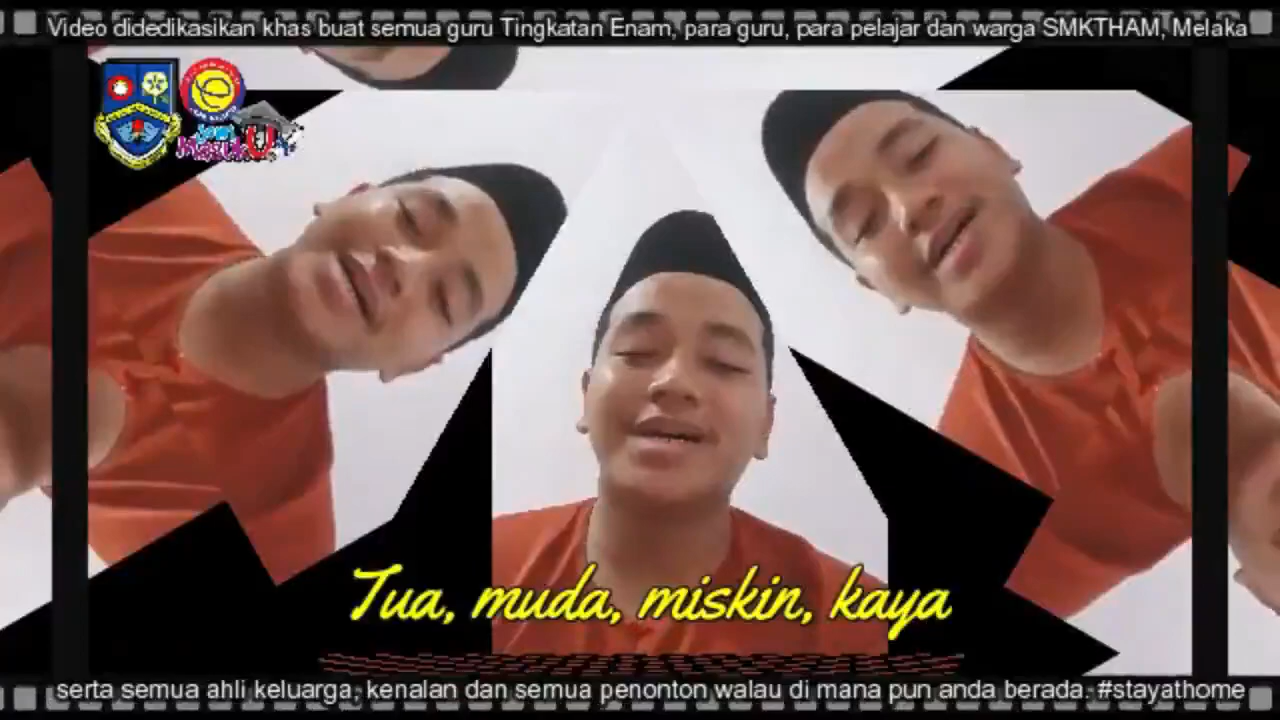 Video didedikasikan khas buat semua guru Tingkatan Enam, para guru, para pelajar dan warga SMKTHAM, Melaka
Tua, muda, miskin, kaya
serta semua ahli keluarga, kenalan dan semua penonton walau di mana pun anda berada. #stayathome